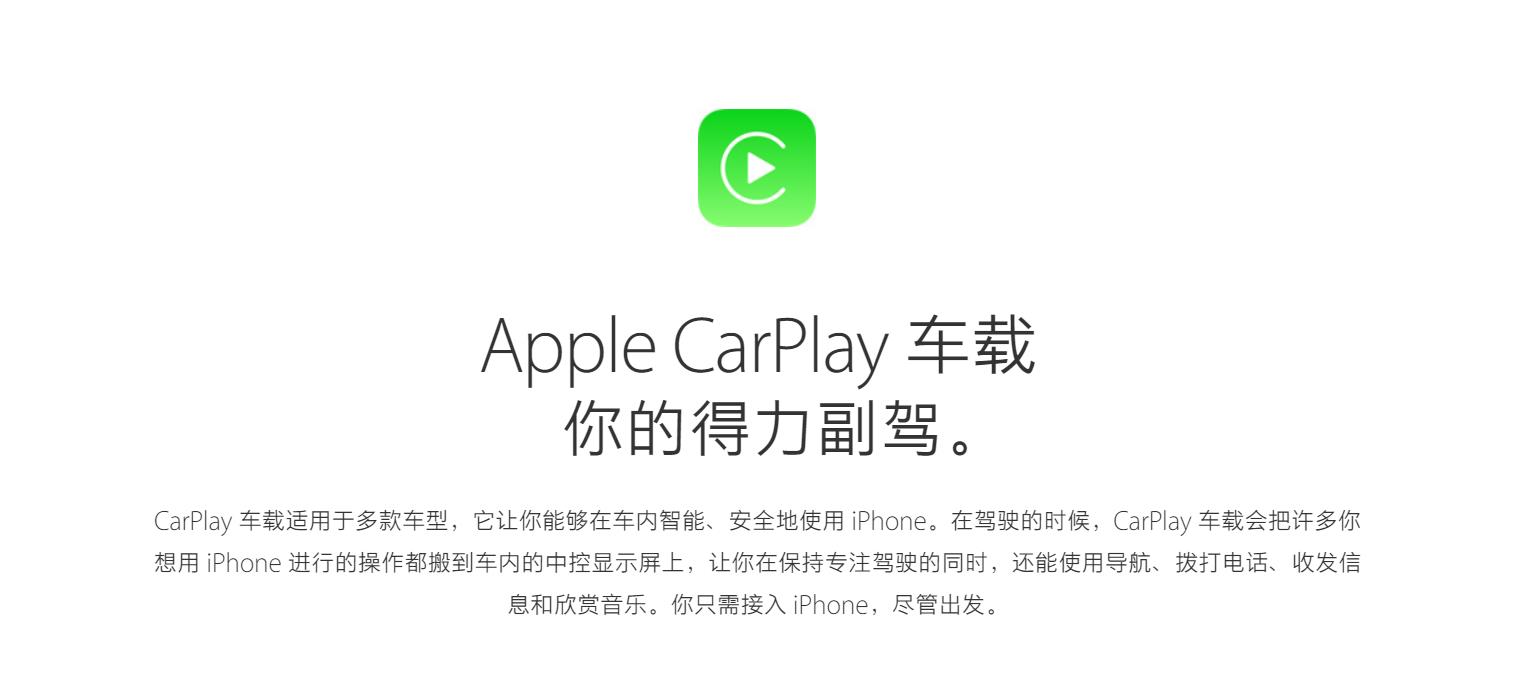 Apple CarPlay 车载
你的得力副驾。
CarPlay 车载适用于多款车型，它让你能够在车内智能、安全地使用 iPhone。在驾驶的时候，CarPlay 车载会把许多你
想用 iPhone 进行的操作都搬到车内的中控显示屏上，让你在保持专注驾驶的同时，还能使用导航、拨打电话、收发信
息和欣赏音乐。你只需接入 iPhone，尽管出发。